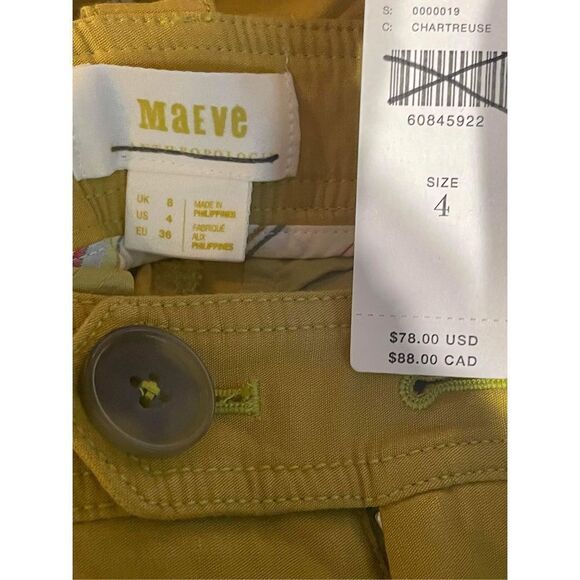 S: 0000019
C: CHARTREUSE
60845922
SIZE
4
$78.00 USD
$88.00 CAD
MAEVe
ANTHROPOLOGIE
UK 8
US 4
EU 36
MADE IN
PHILIPPINES
FABRIQUÉ
AUX
PHILIPPINES